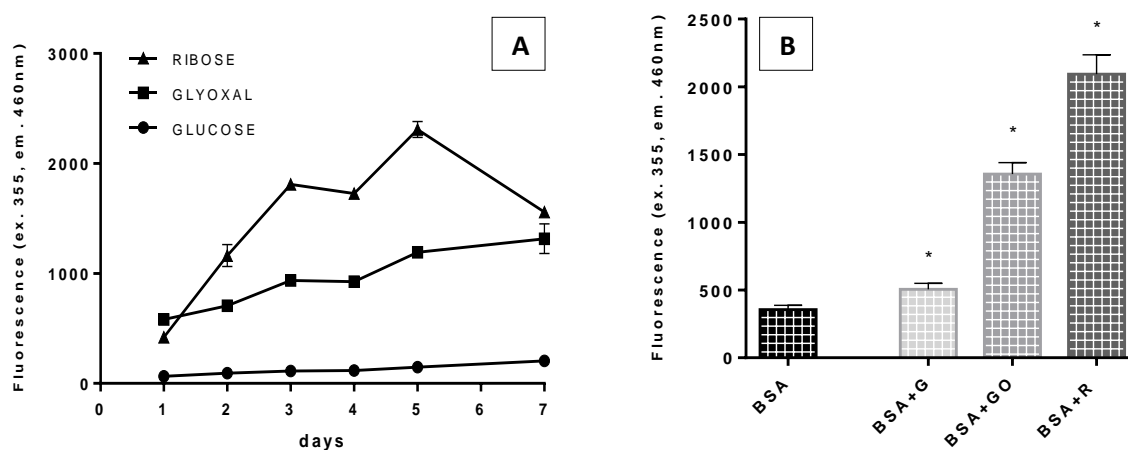 Fluorescence (ex. 355, em. 460nm)
3000
2000
1000
0
RIBOSE
GLYOXAL
GLUCOSE
A
0 1 2 3 4 5 6 7
days
Fluorescence (ex. 355, em. 460nm)
2500
2000
1500
1000
500
0
B
* * *
BSA
BSA+G
BSA+GO
BSA+R